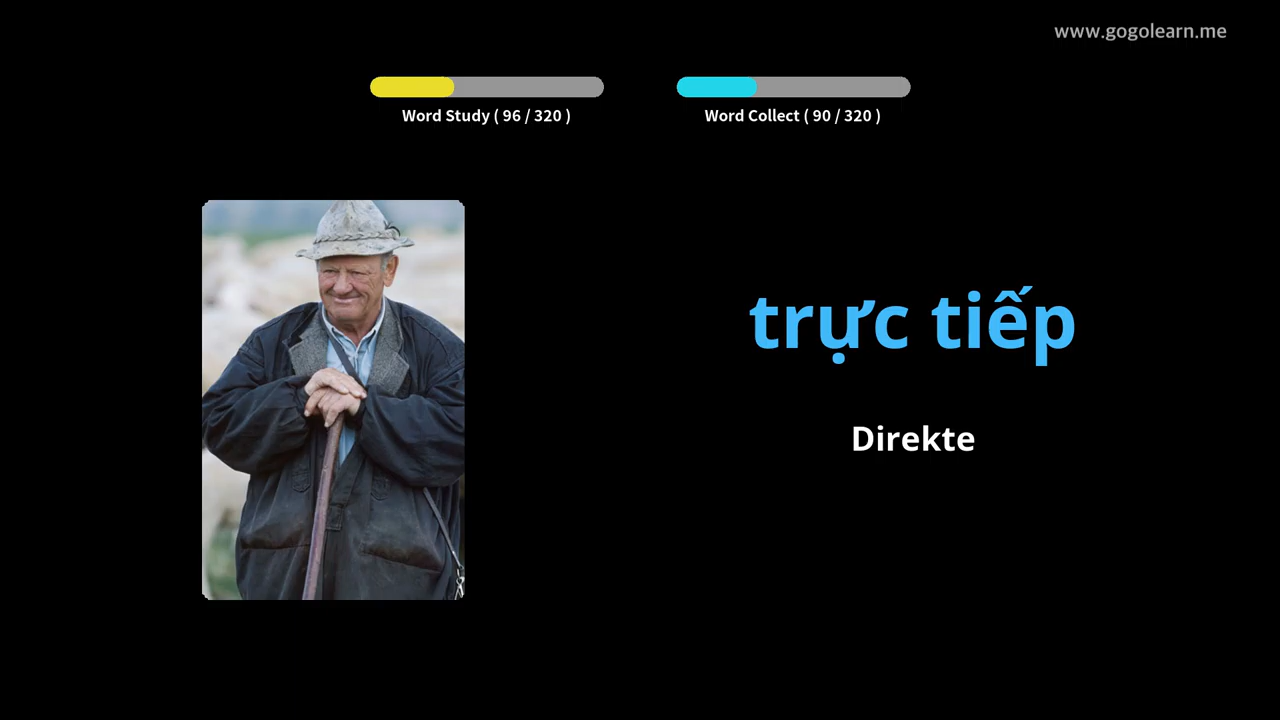 www.gogolearn.me
Word Study ( 96 / 320 )
Word Collect ( 90 / 320 )
trực tiếp
Direkte